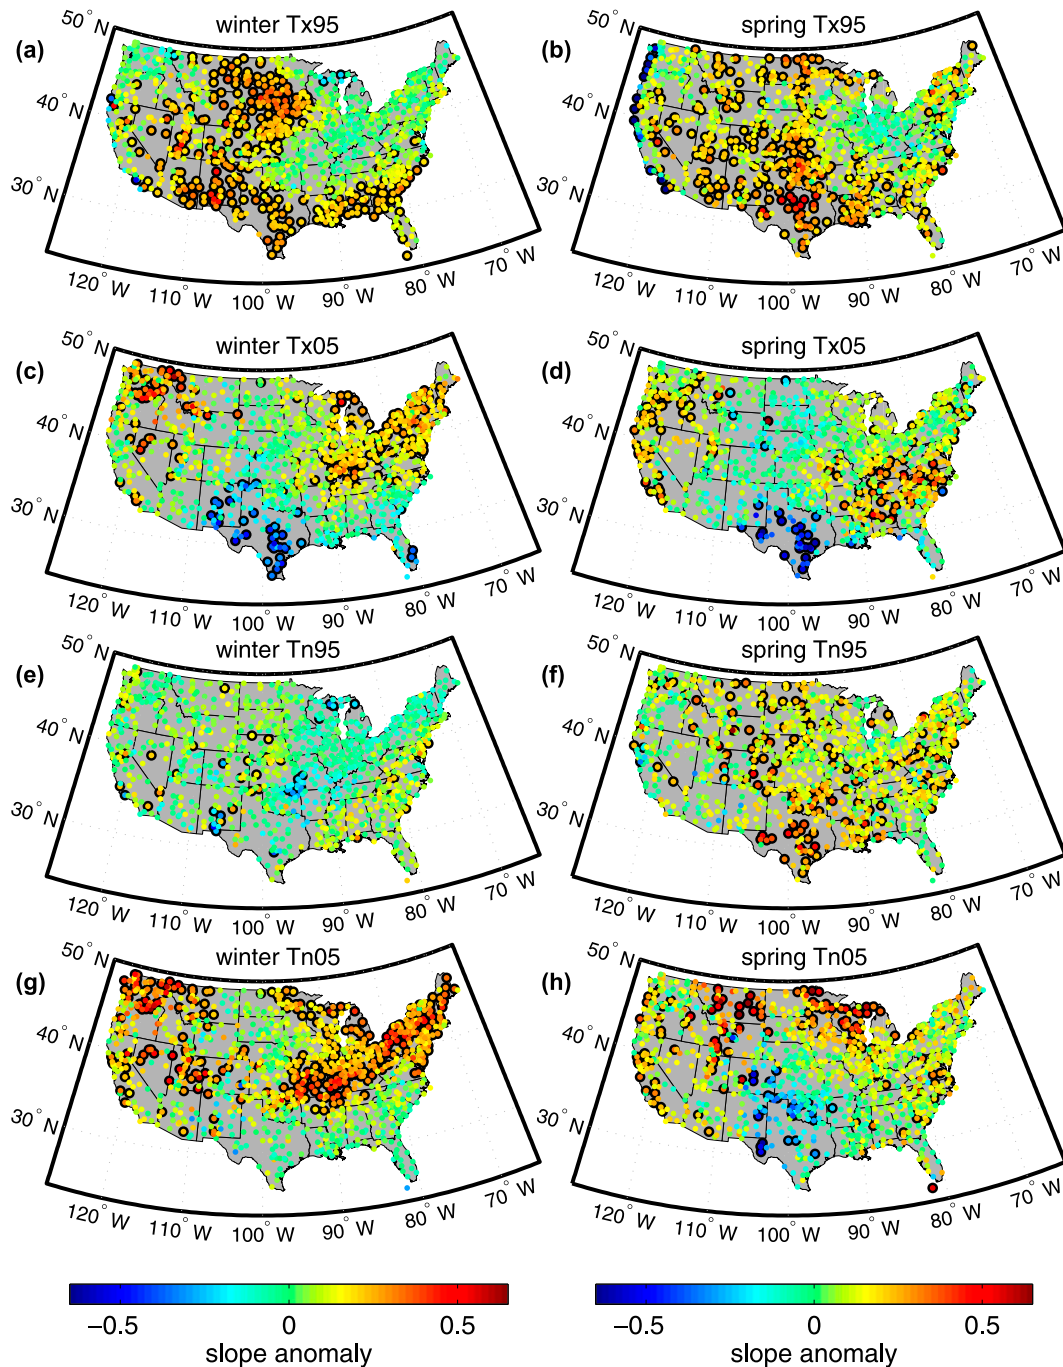 winter Tx95
spring Tx95
(a)
(b)
50° N
40° N
30° N
120° W
110° W
100° W
90° W
80° W
70° W
50° N
40° N
30° N
120° W
110° W
100° W
90° W
80° W
70° W
winter Tx05
spring Tx05
(c)
(d)
50° N
40° N
30° N
120° W
110° W
100° W
90° W
80° W
70° W
50° N
40° N
30° N
120° W
110° W
100° W
90° W
80° W
70° W
winter Tn95
spring Tn95
(e)
(f)
50° N
40° N
30° N
120° W
110° W
100° W
90° W
80° W
70° W
50° N
40° N
30° N
120° W
110° W
100° W
90° W
80° W
70° W
winter Tn05
spring Tn05
(g)
(h)
50° N
40° N
30° N
120° W
110° W
100° W
90° W
80° W
70° W
50° N
40° N
30° N
120° W
110° W
100° W
90° W
80° W
70° W
−0.5 0 0.5
slope anomaly
−0.5 0 0.5
slope anomaly